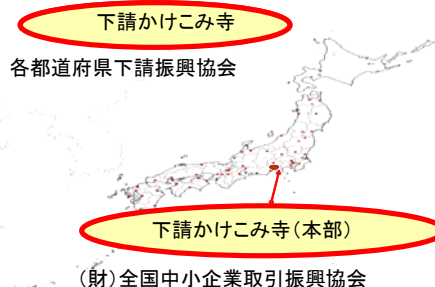 下請かけこみ寺
各都道府県下請振興協会
下請かけこみ寺(本部)
(財)全国中小企業取引振興協会